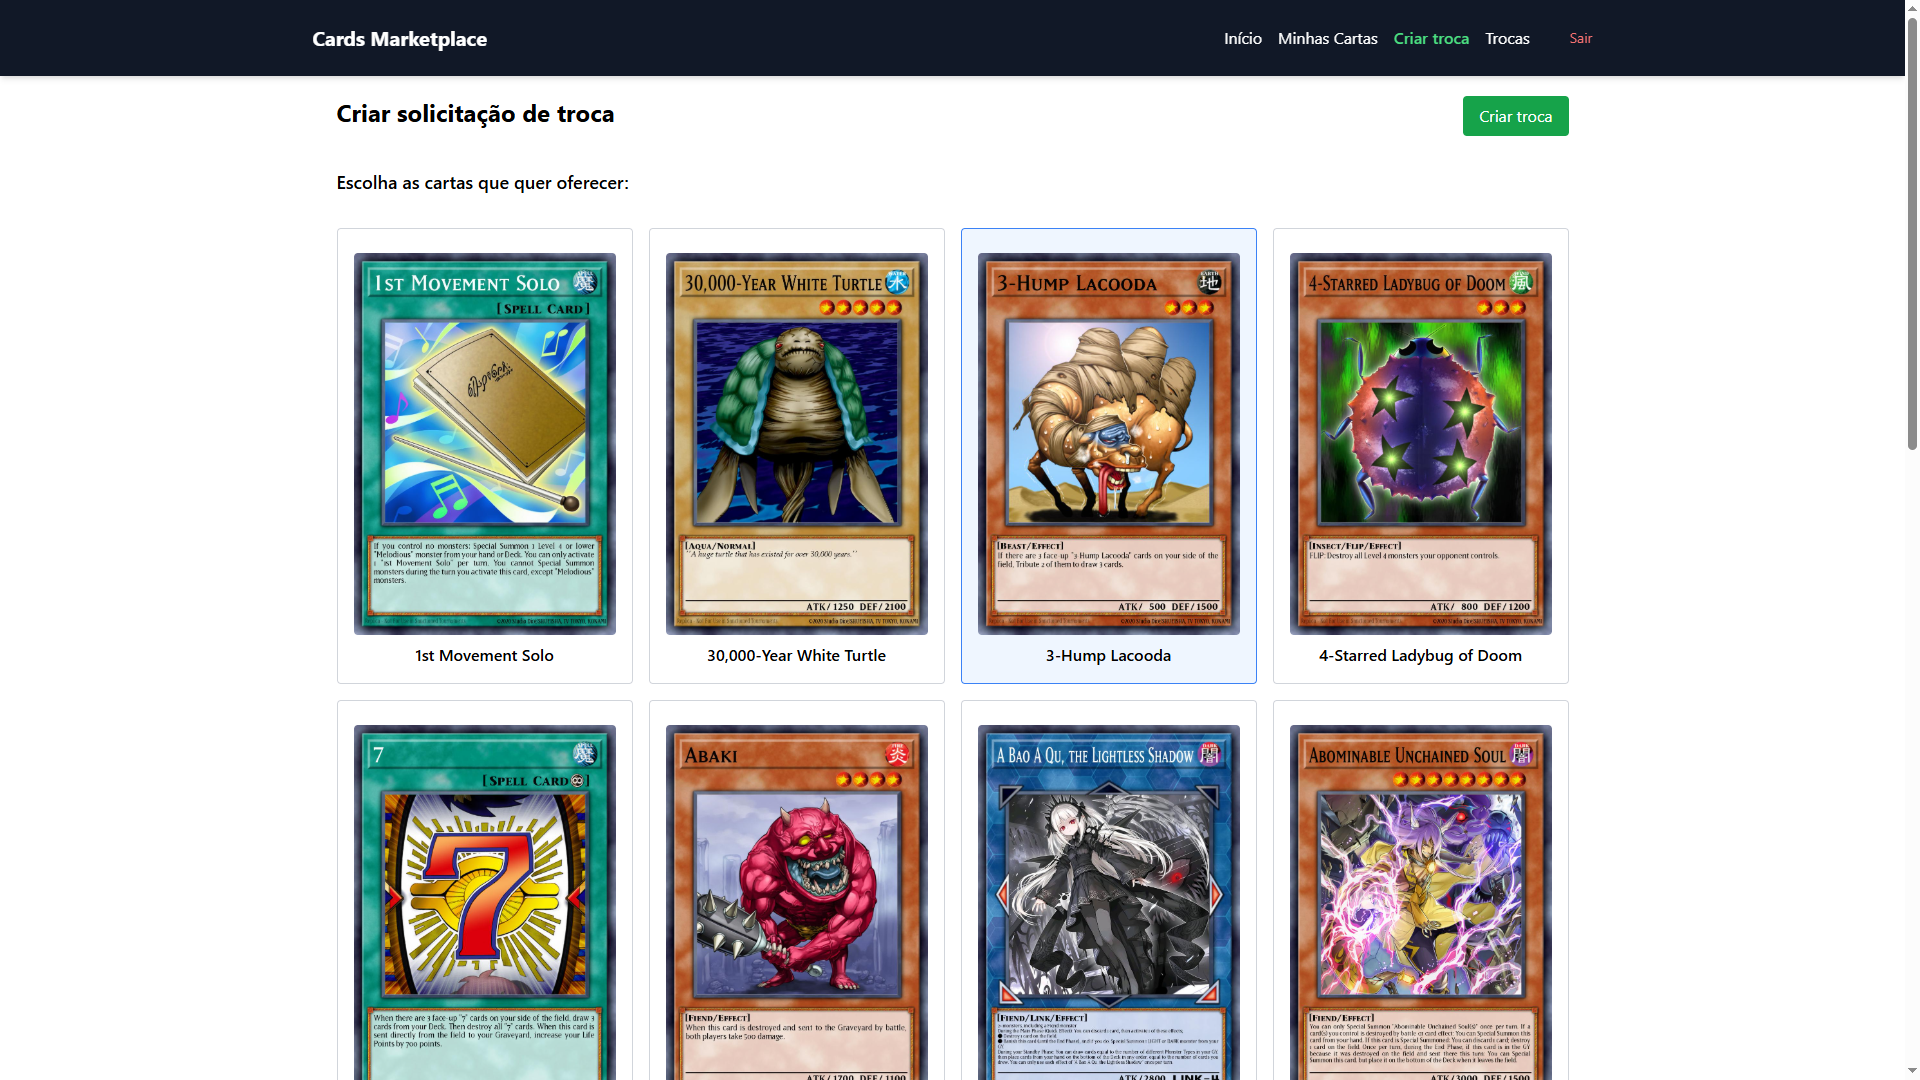 Cards Marketplace
Início Minhas Cartas Criar troca Trocas Sair
Criar solicitação de troca
Criar troca
Escolha as cartas que quer oferecer:
1st Movement Solo
[Spell Card]
If you control no monsters: Special Summon 1 Level 4 or lower
"Melodious" monster from your hand or Deck. You can only activate
1 "1st Movement Solo" per turn. You cannot Special Summon
monsters during the turn you activate this card, except "Melodious"
monsters.
1st Movement Solo
30,000-Year White Turtle
WATER
水
[Aqua/Normal]
''A huge turtle that has existed for over 30,000 years.''
ATK/ 1250 DEF/ 2100
30,000-Year White Turtle
3-Hump Lacooda
EARTH
地
[Beast/Effect]
If there are 3 face-up "3 Hump Lacooda" cards on your side of the
field, Tribute 2 of them to draw 3 cards.
ATK/ 500 DEF/ 1500
3-Hump Lacooda
4-Starred Ladybug of Doom
WIND
風
[Insect/Flip/Effect]
FLIP: Destroy all Level 4 monsters your opponent controls.
ATK/ 800 DEF/ 1200
4-Starred Ladybug of Doom
7
[Spell Card]
7
When there are 3 face-up "7" cards on your side of the field, draw 3
cards from your Deck. Then destroy all "7" cards. When this card is
sent directly from the field to your Graveyard, increase your Life
Points by 700 points.
Abaki
FIRE
炎
[Fiend/Effect]
When this card is destroyed and sent to the Graveyard by battle,
both players take 500 damage.
ATK/ 1700 DEF/ 1100
A Bao A Qu, the Lightless Shadow
DARK
闇
[Fiend/Link/Effect]
ATK/ 2800 LINK-4
Abominable Unchained Soul
DARK
闇
[Fiend/Effect]
ATK/ 3000 DEF/ 1500